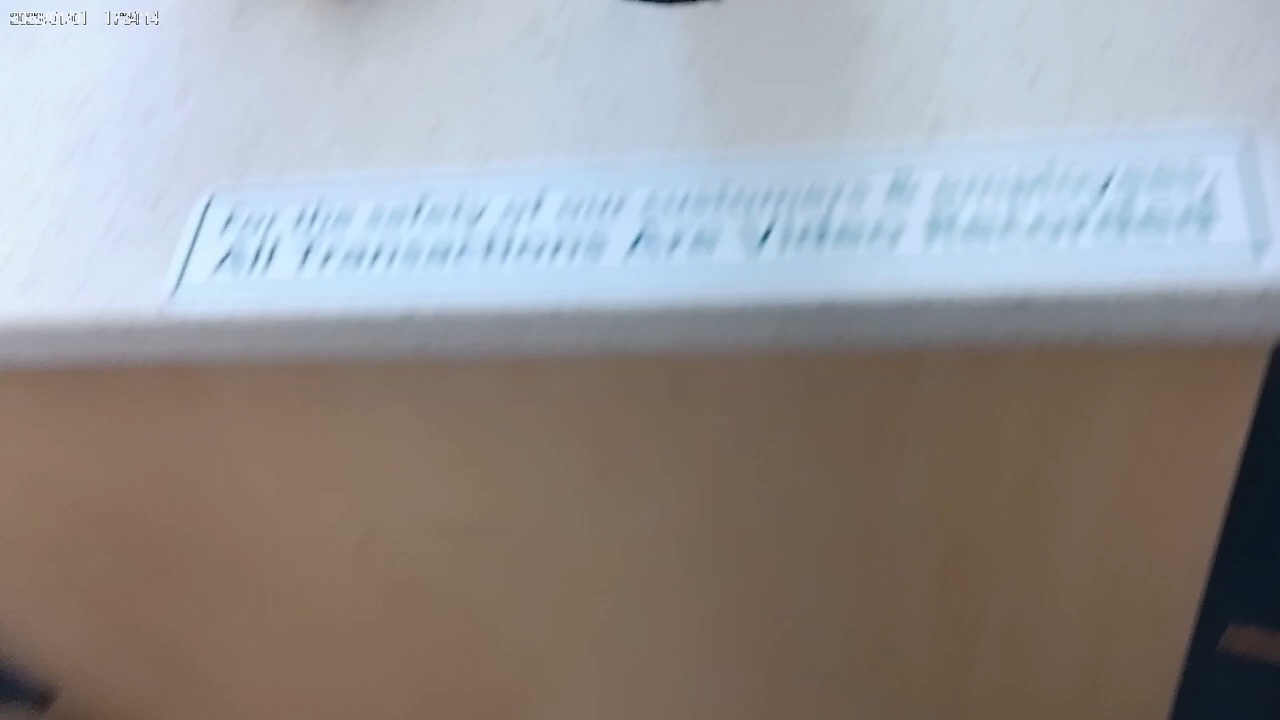 For the safety of our customers & employees,
All Transactions Are Video Recorded